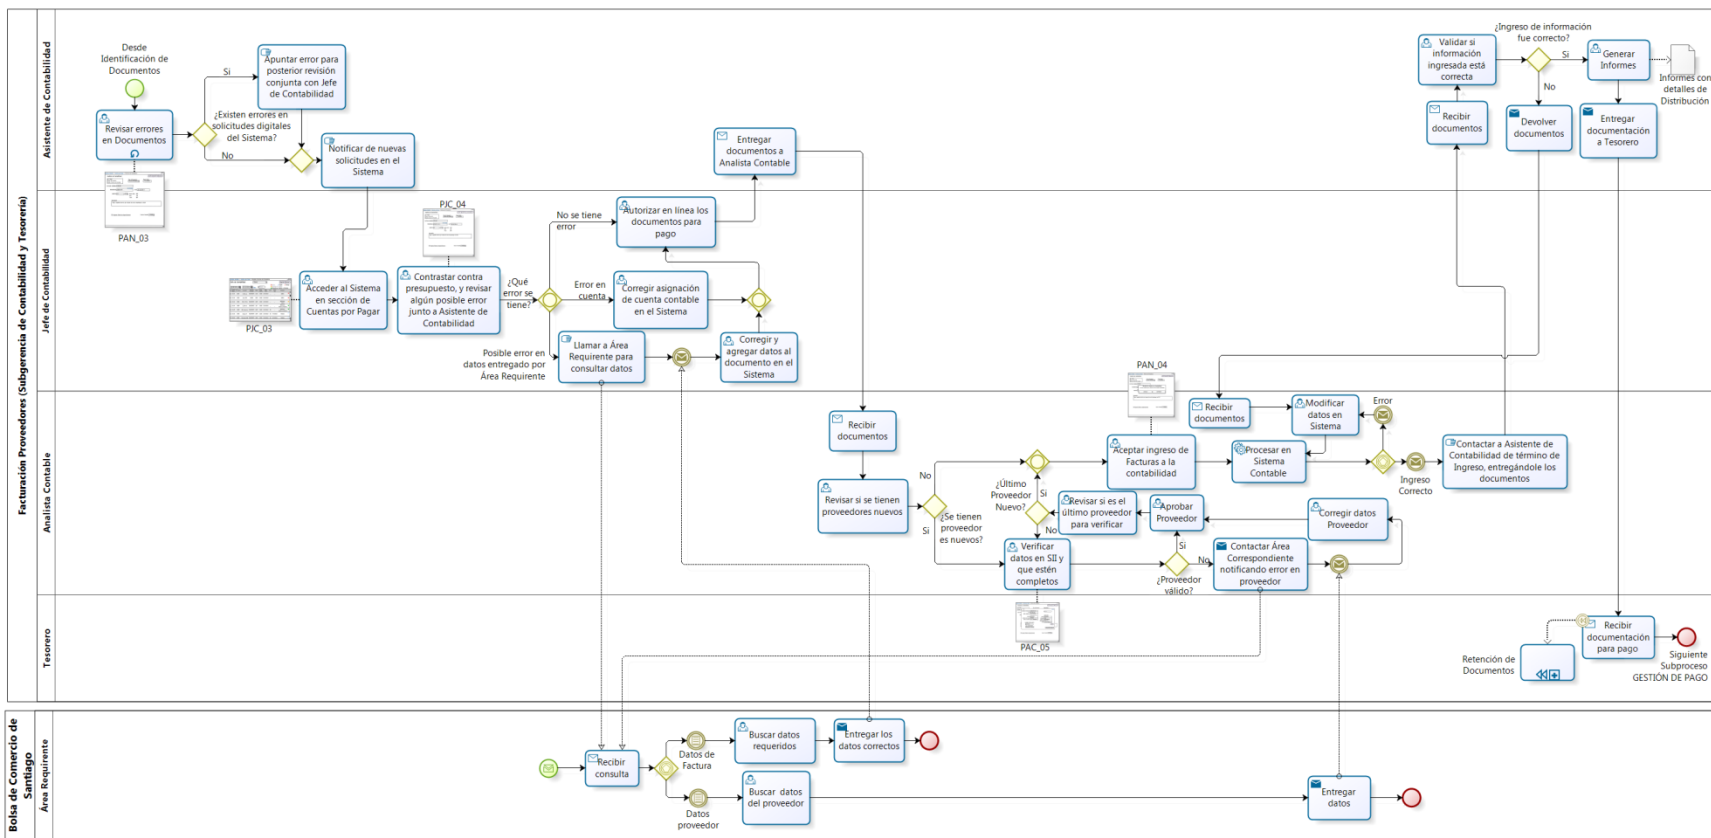 Facturación Proveedores (Subgerencia de Contabilidad y Tesorería)
Asistente de Contabilidad
Desde
Identificación de
Documentos
Revisar errores
en Documentos
PAN_03
¿Existen errores en
solicitudes digitales
del Sistema?
Si
No
Apuntar error para
posterior revisión
conjunta con Jefe
de Contabilidad
Notificar de nuevas
solicitudes en el
Sistema
Entregar
documentos a
Analista Contable
Recibir
documentos
Validar si
información
ingresada está
correcta
¿Ingreso de información
fue correcto?
Si
No
Generar
Informes
Informes con
detalles de
Distribución
Devolver
documentos
Entregar
documentación
a Tesorero
Jefe de Contabilidad
PJC_03
Acceder al Sistema
en sección de
Cuentas por Pagar
PJC_04
Contrastar contra
presupuesto, y revisar
algún posible error
junto a Asistente de
Contabilidad
¿Qué
error se
tiene?
No se tiene
error
Error en
cuenta
Posible error en
datos entregado por
Área Requirente
Autorizar en línea los
documentos para
pago
Corregir asignación
de cuenta contable
en el Sistema
Llamar a Área
Requirente para
consultar datos
Corregir y
agregar datos al
documento en el
Sistema
Analista Contable
Recibir
documentos
Revisar si se tienen
proveedores nuevos
No
Si
¿Se tienen
proveedor
es nuevos?
¿Último
Proveedor
Nuevo?
Si
No
Verificar
datos en SII y
que estén
completos
PAC_05
PAN_04
Aceptar ingreso de
Facturas a la
contabilidad
Revisar si es el
último proveedor
para verificar
Aprobar
Proveedor
Si
No
¿Proveedor
válido?
Contactar Área
Correspondiente
notificando error en
proveedor
Corregir datos
Proveedor
Recibir
documentos
Modificar
datos en
Sistema
Procesar en
Sistema
Contable
Error
Ingreso
Correcto
Contactar a Asistente de
Contabilidad de término de
Ingreso, entregándole los
documentos
Tesorero
Retención de
Documentos
Recibir
documentación
para pago
Siguiente
Subproceso
GESTIÓN DE PAGO
Bolsa de Comercio de
Santiago
Área Requirente
Recibir
consulta
Datos de
Factura
Datos
proveedor
Buscar datos
requeridos
Entregar los
datos correctos
Buscar datos
del proveedor
Entregar
datos